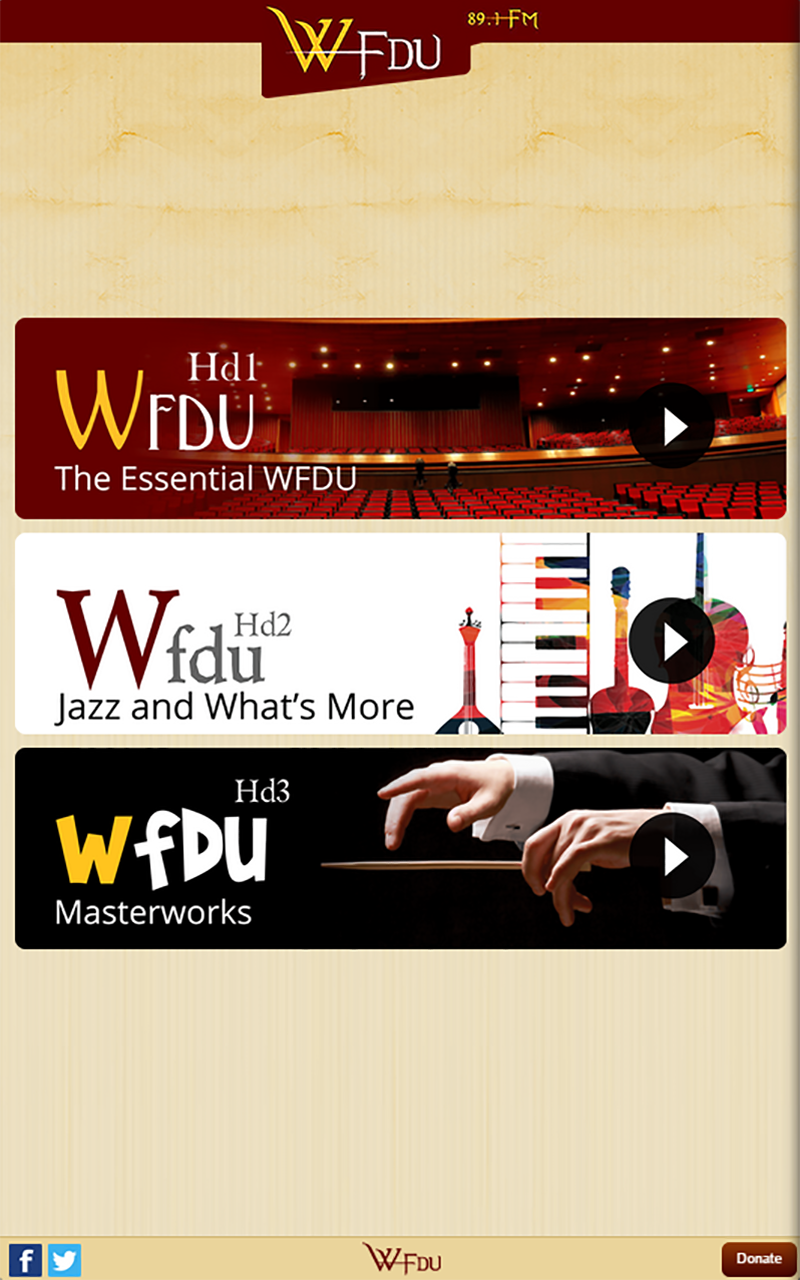 WFDU
89.1 FM
Hd1
WFDU
The Essential WFDU
Hd2
Wfdu
Jazz and What's More
Hd3
WfDU
Masterworks
f
WFDU
Donate